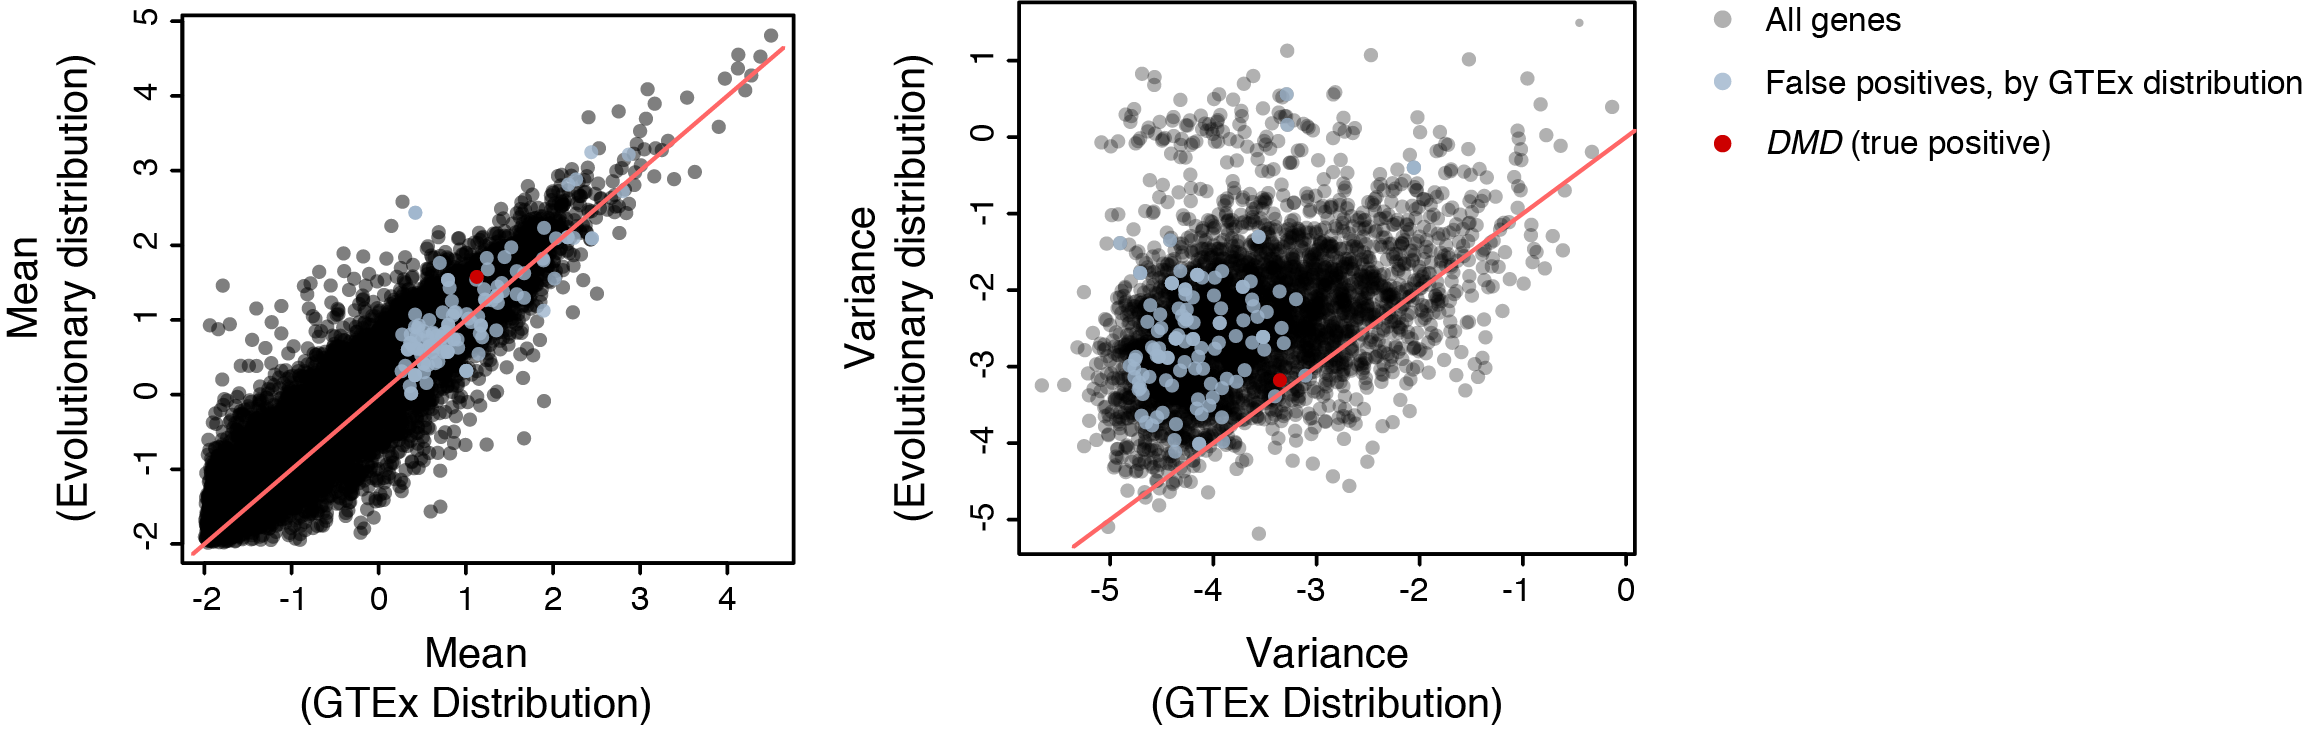 Mean
(Evolutionary distribution)
5
4
3
2
1
0
-1
-2
-2 -1 0 1 2 3 4
Mean
(GTEx Distribution)
Variance
(Evolutionary distribution)
1
0
-1
-2
-3
-4
-5
-5 -4 -3 -2 -1 0
Variance
(GTEx Distribution)
All genes
False positives, by GTEx distribution
DMD (true positive)